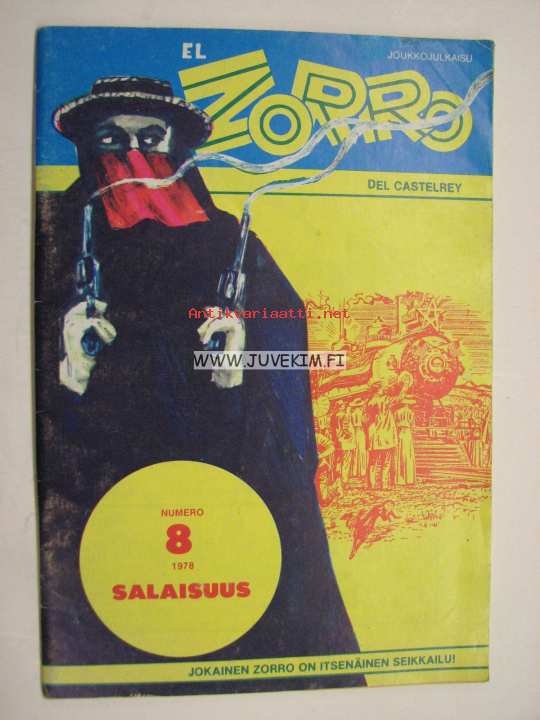 EL
JOUKKOJULKAISU
ZORRO
DEL CASTELREY
Antikvariaatti.net
WWW.JUVEKIM.FI
NUMERO
8
1978
SALAISUUS
JOKAINEN ZORRO ON ITSENÄINEN SEIKKAILU!